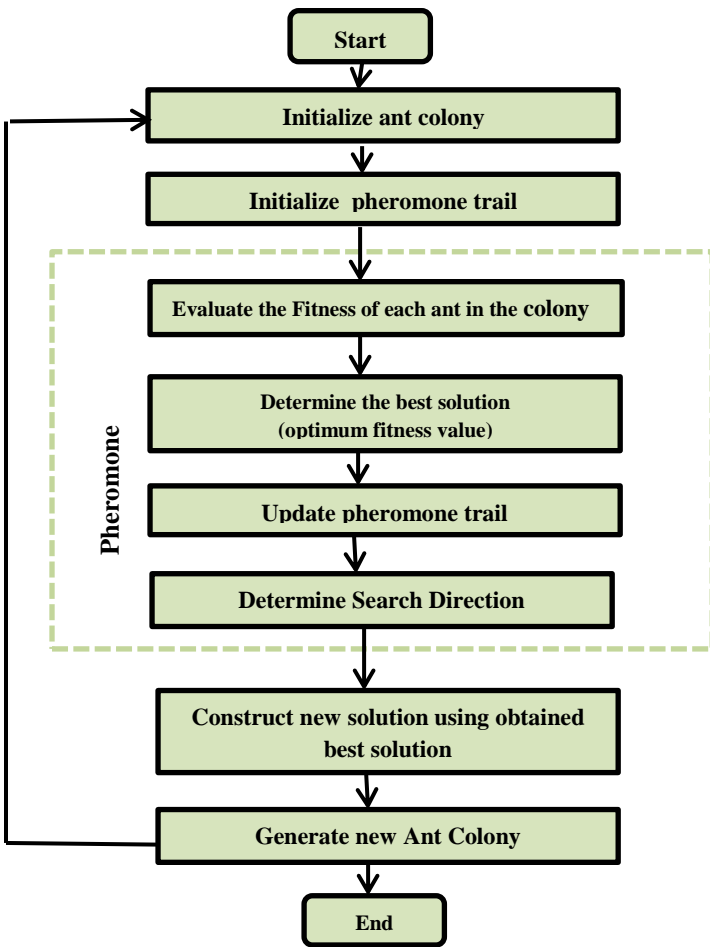 Start
Initialize ant colony
Initialize pheromone trail
Evaluate the Fitness of each ant in the colony
Determine the best solution
(optimum fitness value)
Pheromone
Update pheromone trail
Determine Search Direction
Construct new solution using obtained
best solution
Generate new Ant Colony
End